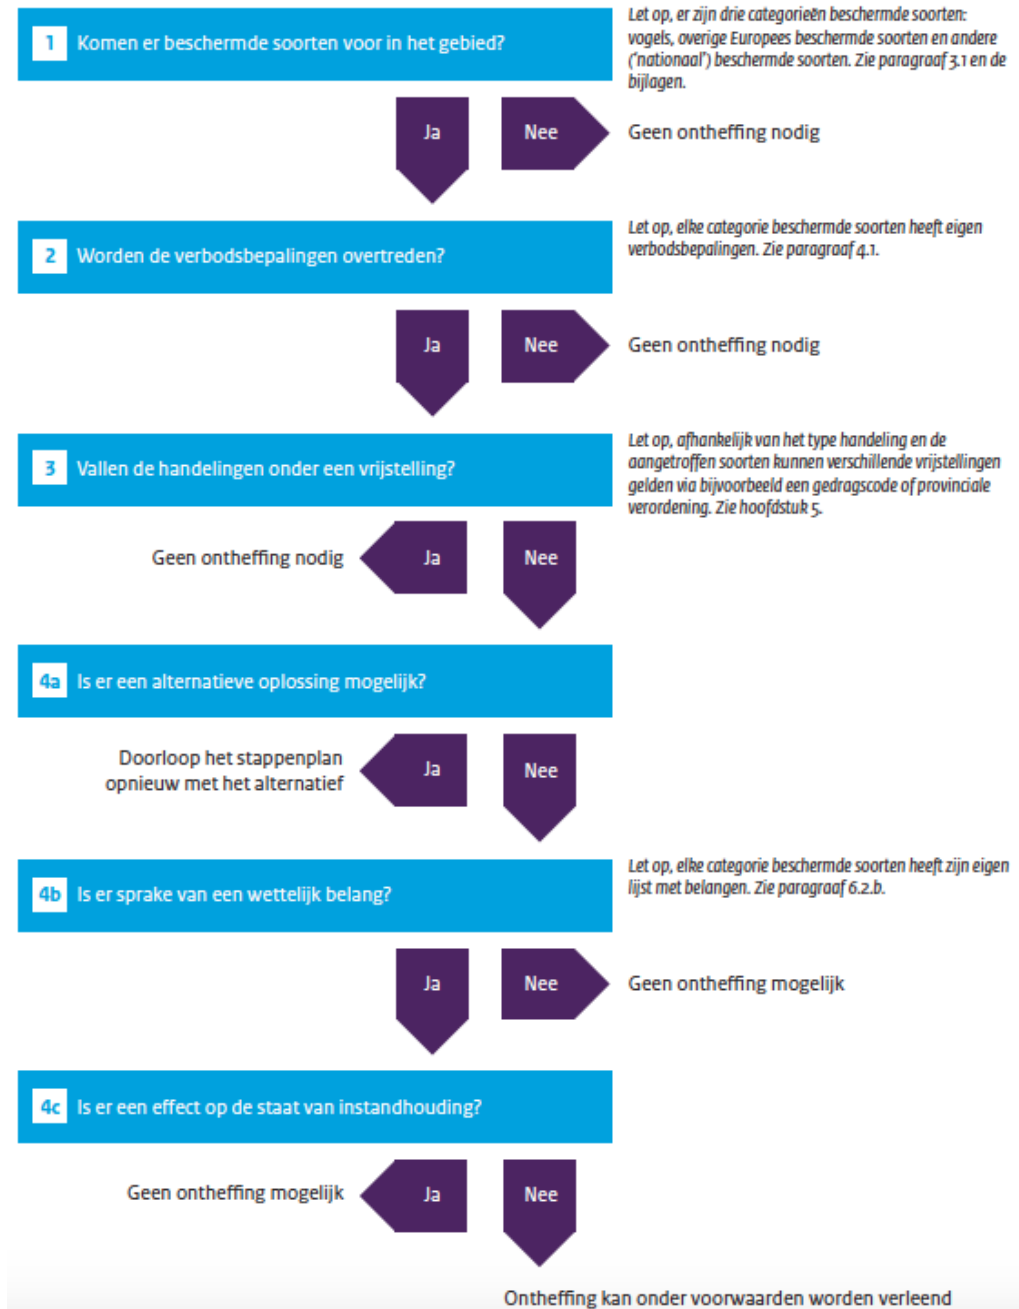 1 Komen er beschermde soorten voor in het gebied?
Let op, er zijn drie categorieën beschermde soorten:
vogels, overige Europees beschermde soorten en andere
('nationaal') beschermde soorten. Zie paragraaf 3.1 en de
bijlagen.
Ja
Nee
Geen ontheffing nodig
2 Worden de verbodsbepalingen overtreden?
Let op, elke categorie beschermde soorten heeft eigen
verbodsbepalingen. Zie paragraaf 4.1.
Ja
Nee
Geen ontheffing nodig
3 Vallen de handelingen onder een vrijstelling?
Let op, afhankelijk van het type handeling en de
aangetroffen soorten kunnen verschillende vrijstellingen
gelden via bijvoorbeeld een gedragscode of provinciale
verordening. Zie hoofdstuk 5.
Geen ontheffing nodig
Ja
Nee
4a Is er een alternatieve oplossing mogelijk?
Doorloop het stappenplan
opnieuw met het alternatief
Ja
Nee
4b Is er sprake van een wettelijk belang?
Let op, elke categorie beschermde soorten heeft zijn eigen
lijst met belangen. Zie paragraaf 6.2.b.
Ja
Nee
Geen ontheffing mogelijk
4c Is er een effect op de staat van instandhouding?
Geen ontheffing mogelijk
Ja
Nee
Ontheffing kan onder voorwaarden worden verleend